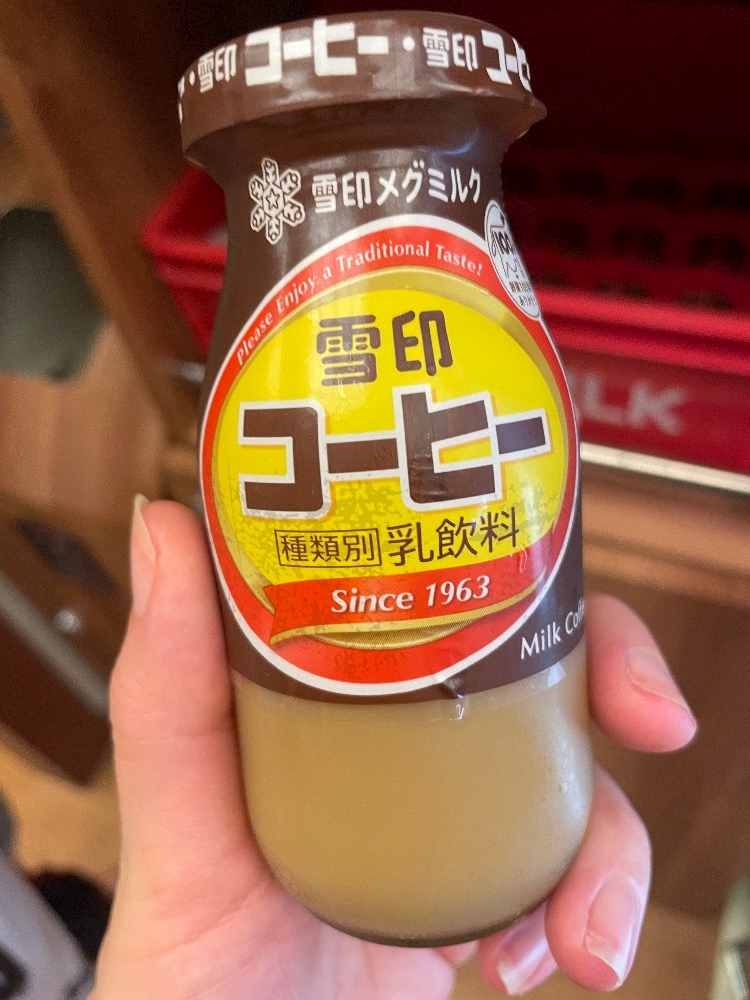 雪印コーヒー・雪印コーヒ
雪印メグミルク
100
Please Enjoy a Traditional Taste!
雪印
コーヒー
種類別 乳飲料
Since 1963
Milk
LK